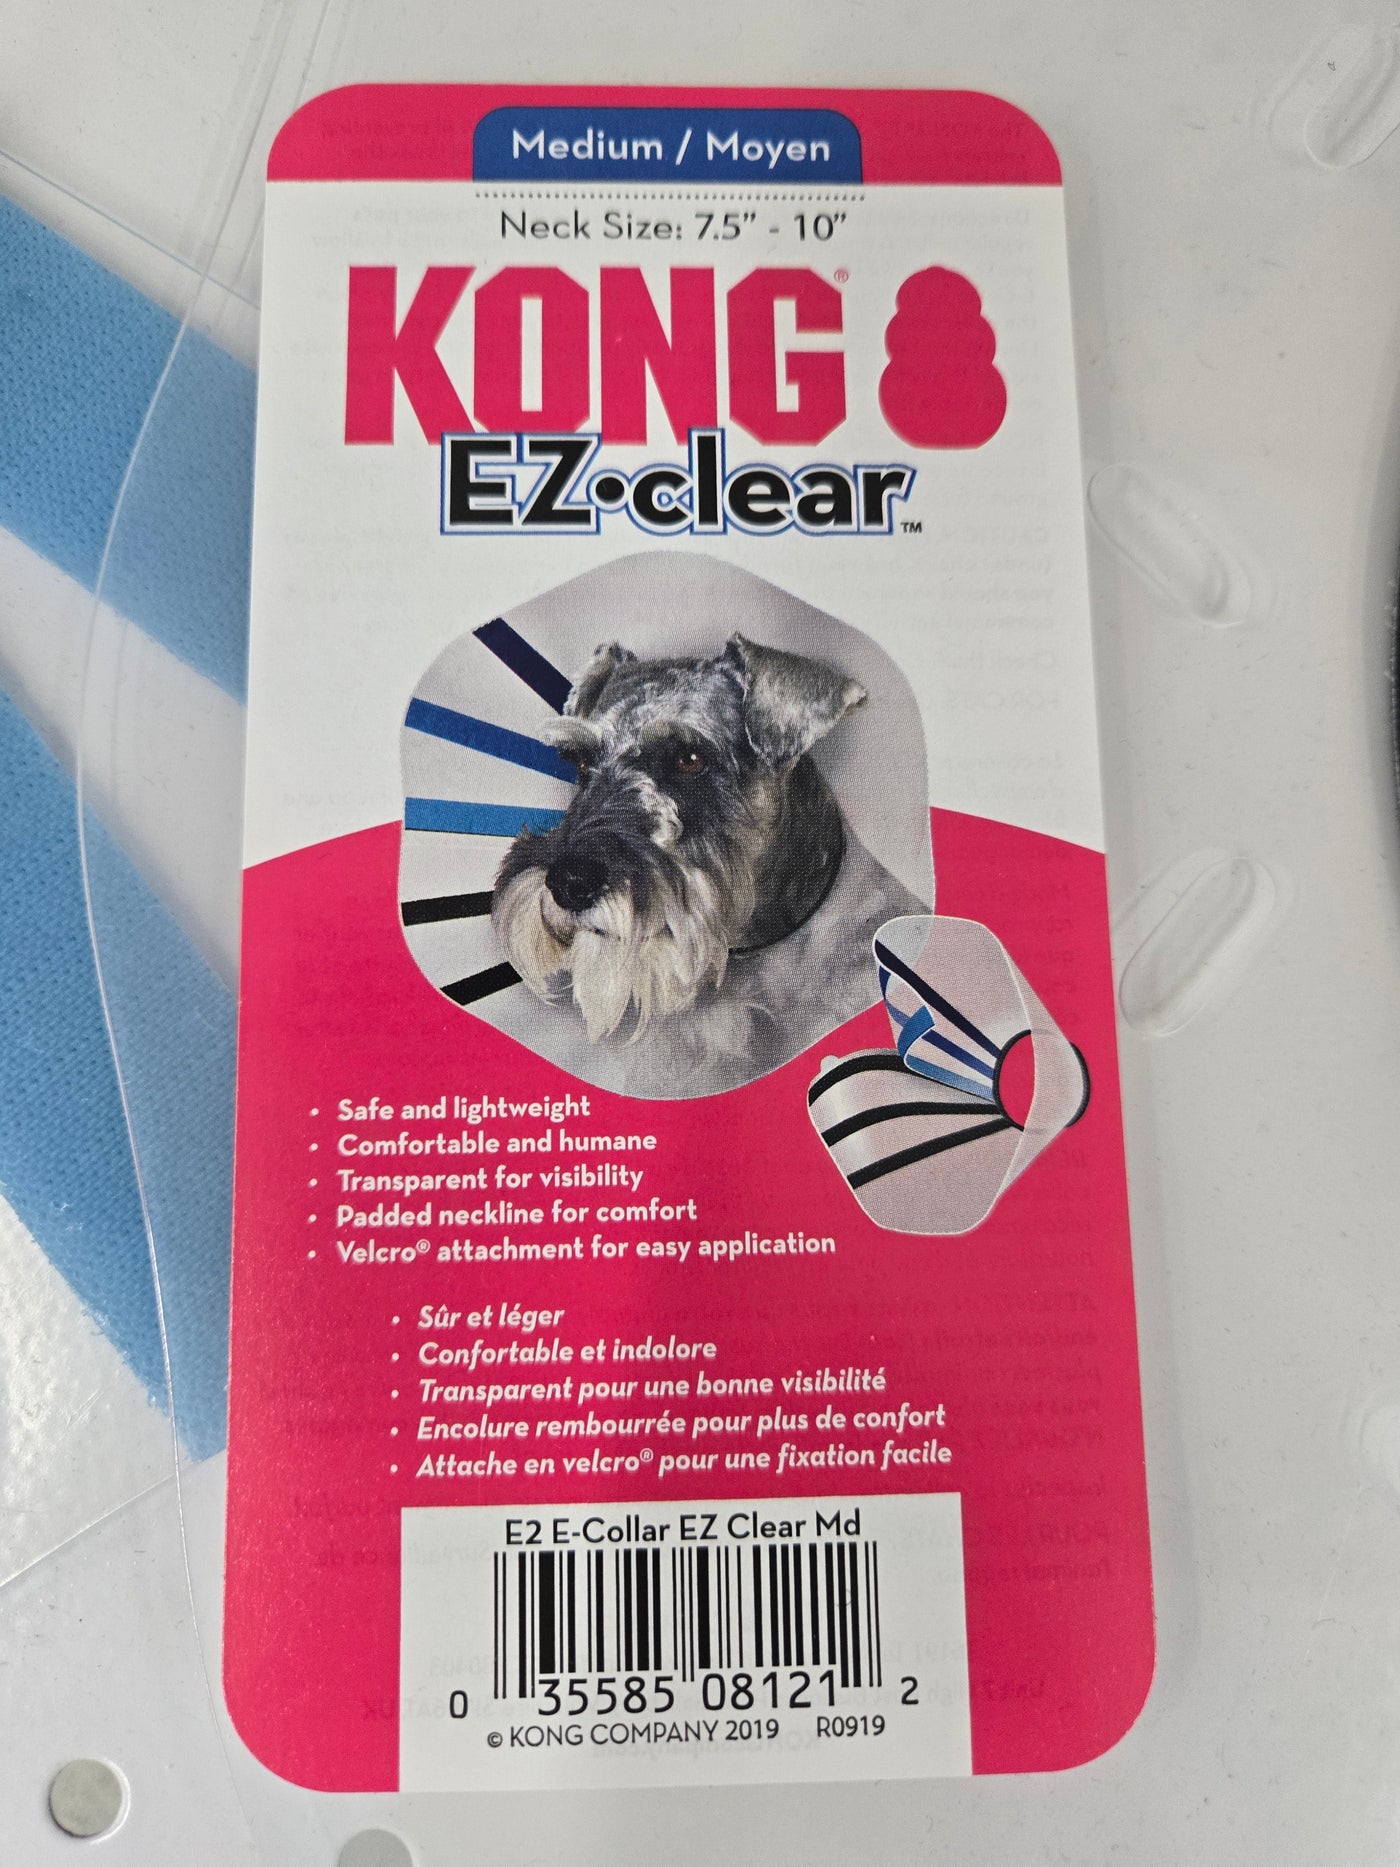 Medium / Moyen
Neck Size: 7.5” - 10”
KONG®
EZ•clear™
• Safe and lightweight
• Comfortable and humane
• Transparent for visibility
• Padded neckline for comfort
• Velcro® attachment for easy application
• Sûr et léger
• Confortable et indolore
• Transparent pour une bonne visibilité
• Encolure rembourrée pour plus de confort
• Attache en velcro® pour une fixation facile
E2 E-Collar EZ Clear Md
0 35585 08121 2
© KONG COMPANY 2019 R0919